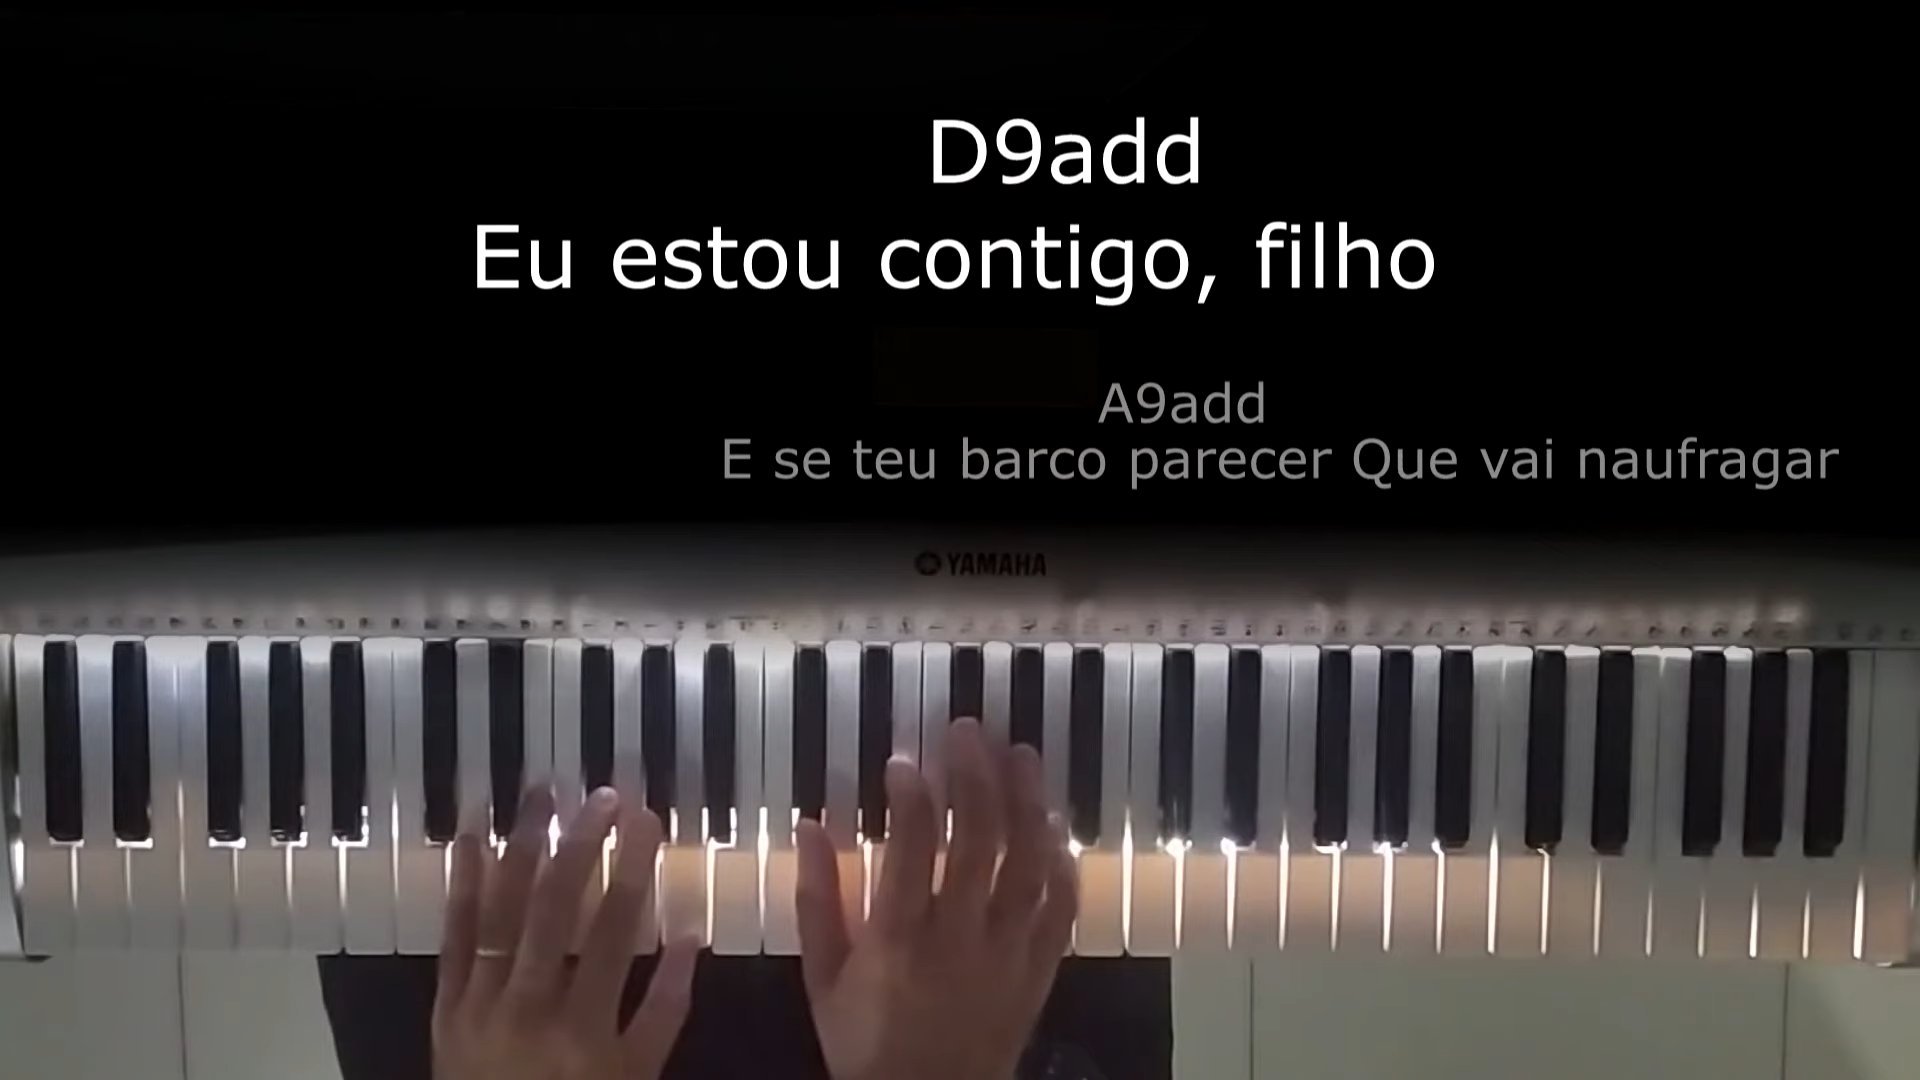 D9add
Eu estou contigo, filho
A9add
E se teu barco parecer Que vai naufragar
YAMAHA